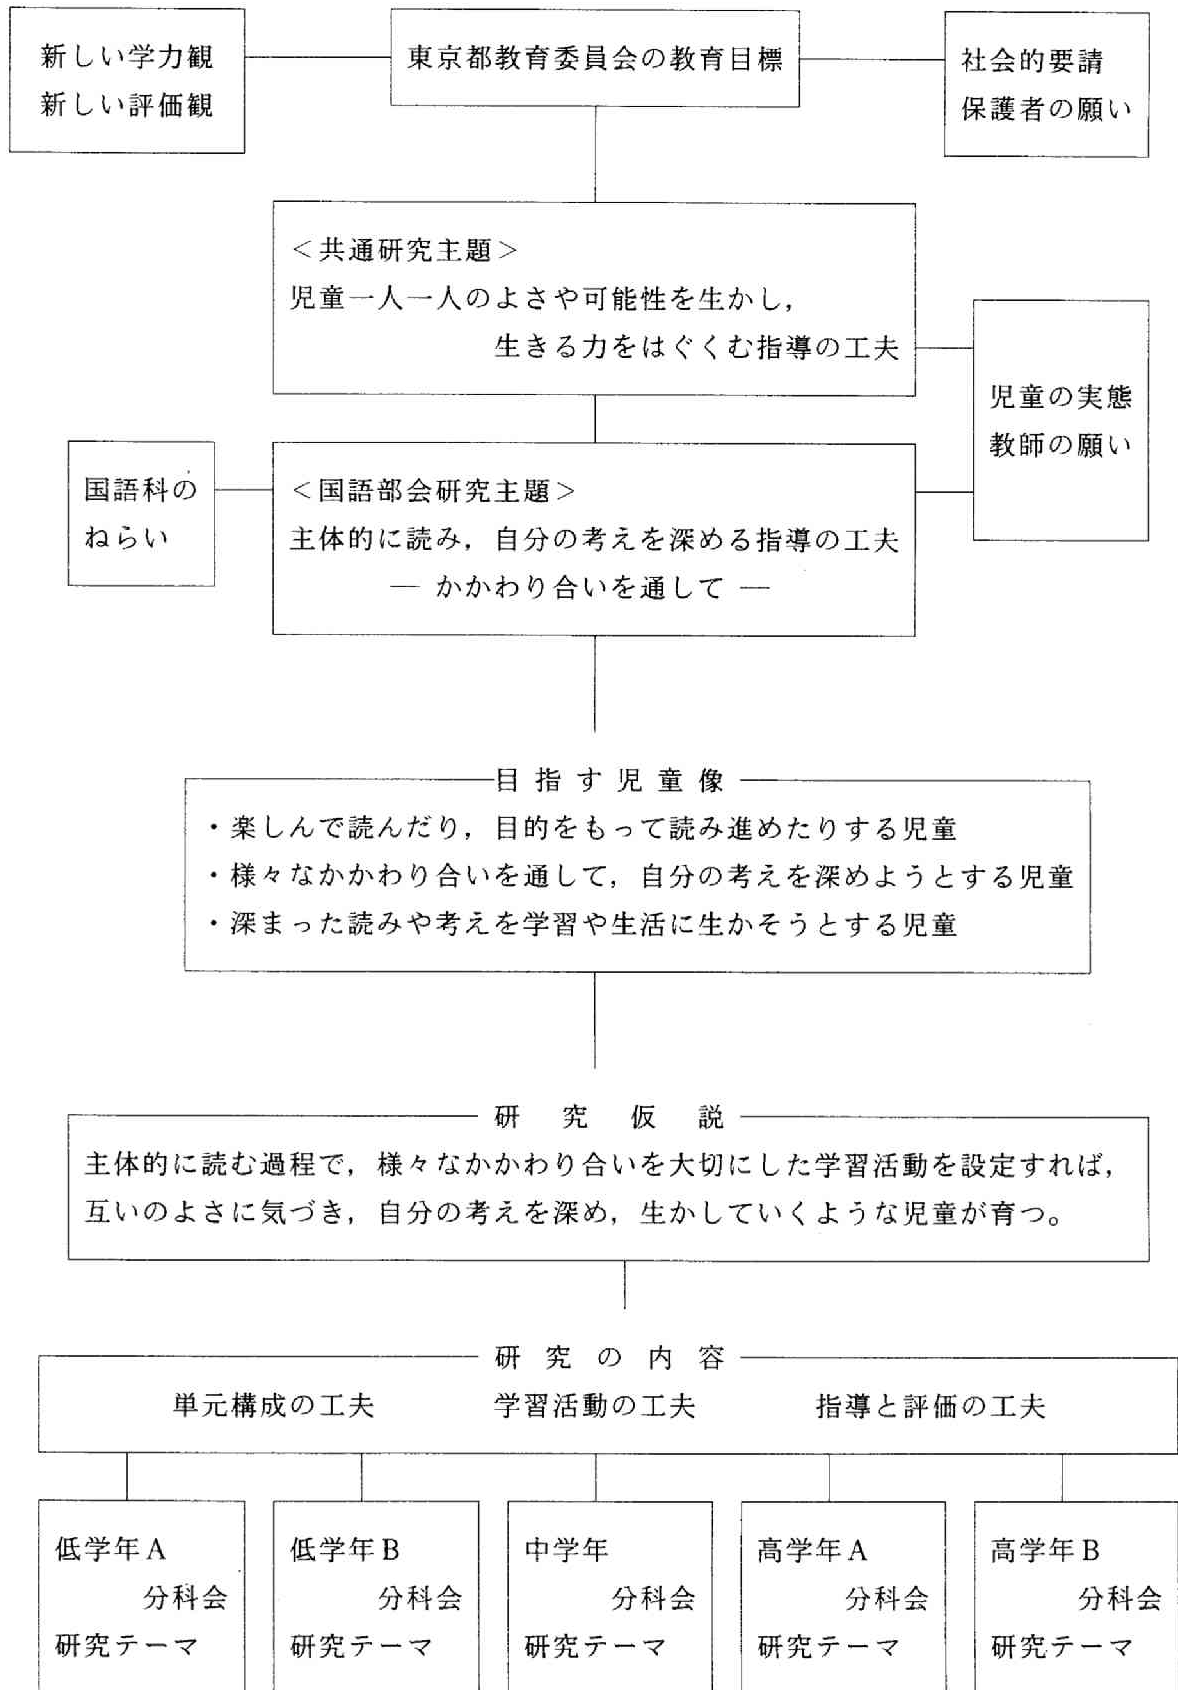 新しい学力観
新しい評価観
東京都教育委員会の教育目標
社会的要請
保護者の願い
＜共通研究主題＞
児童一人一人のよさや可能性を生かし，
生きる力をはぐくむ指導の工夫
児童の実態
教師の願い
国語科の
ねらい
＜国語部会研究主題＞
主体的に読み，自分の考えを深める指導の工夫
― かかわり合いを通して ―
目指す児童像
・楽しんで読んだり，目的をもって読み進めたりする児童
・様々なかかわり合いを通して，自分の考えを深めようとする児童
・深まった読みや考えを学習や生活に生かそうとする児童
研究仮説
主体的に読む過程で，様々なかかわり合いを大切にした学習活動を設定すれば，
互いのよさに気づき，自分の考えを深め，生かしていくような児童が育つ。
研究の内容
単元構成の工夫　学習活動の工夫　指導と評価の工夫
低学年A
分科会
研究テーマ
低学年B
分科会
研究テーマ
中学年
分科会
研究テーマ
高学年A
分科会
研究テーマ
高学年B
分科会
研究テーマ